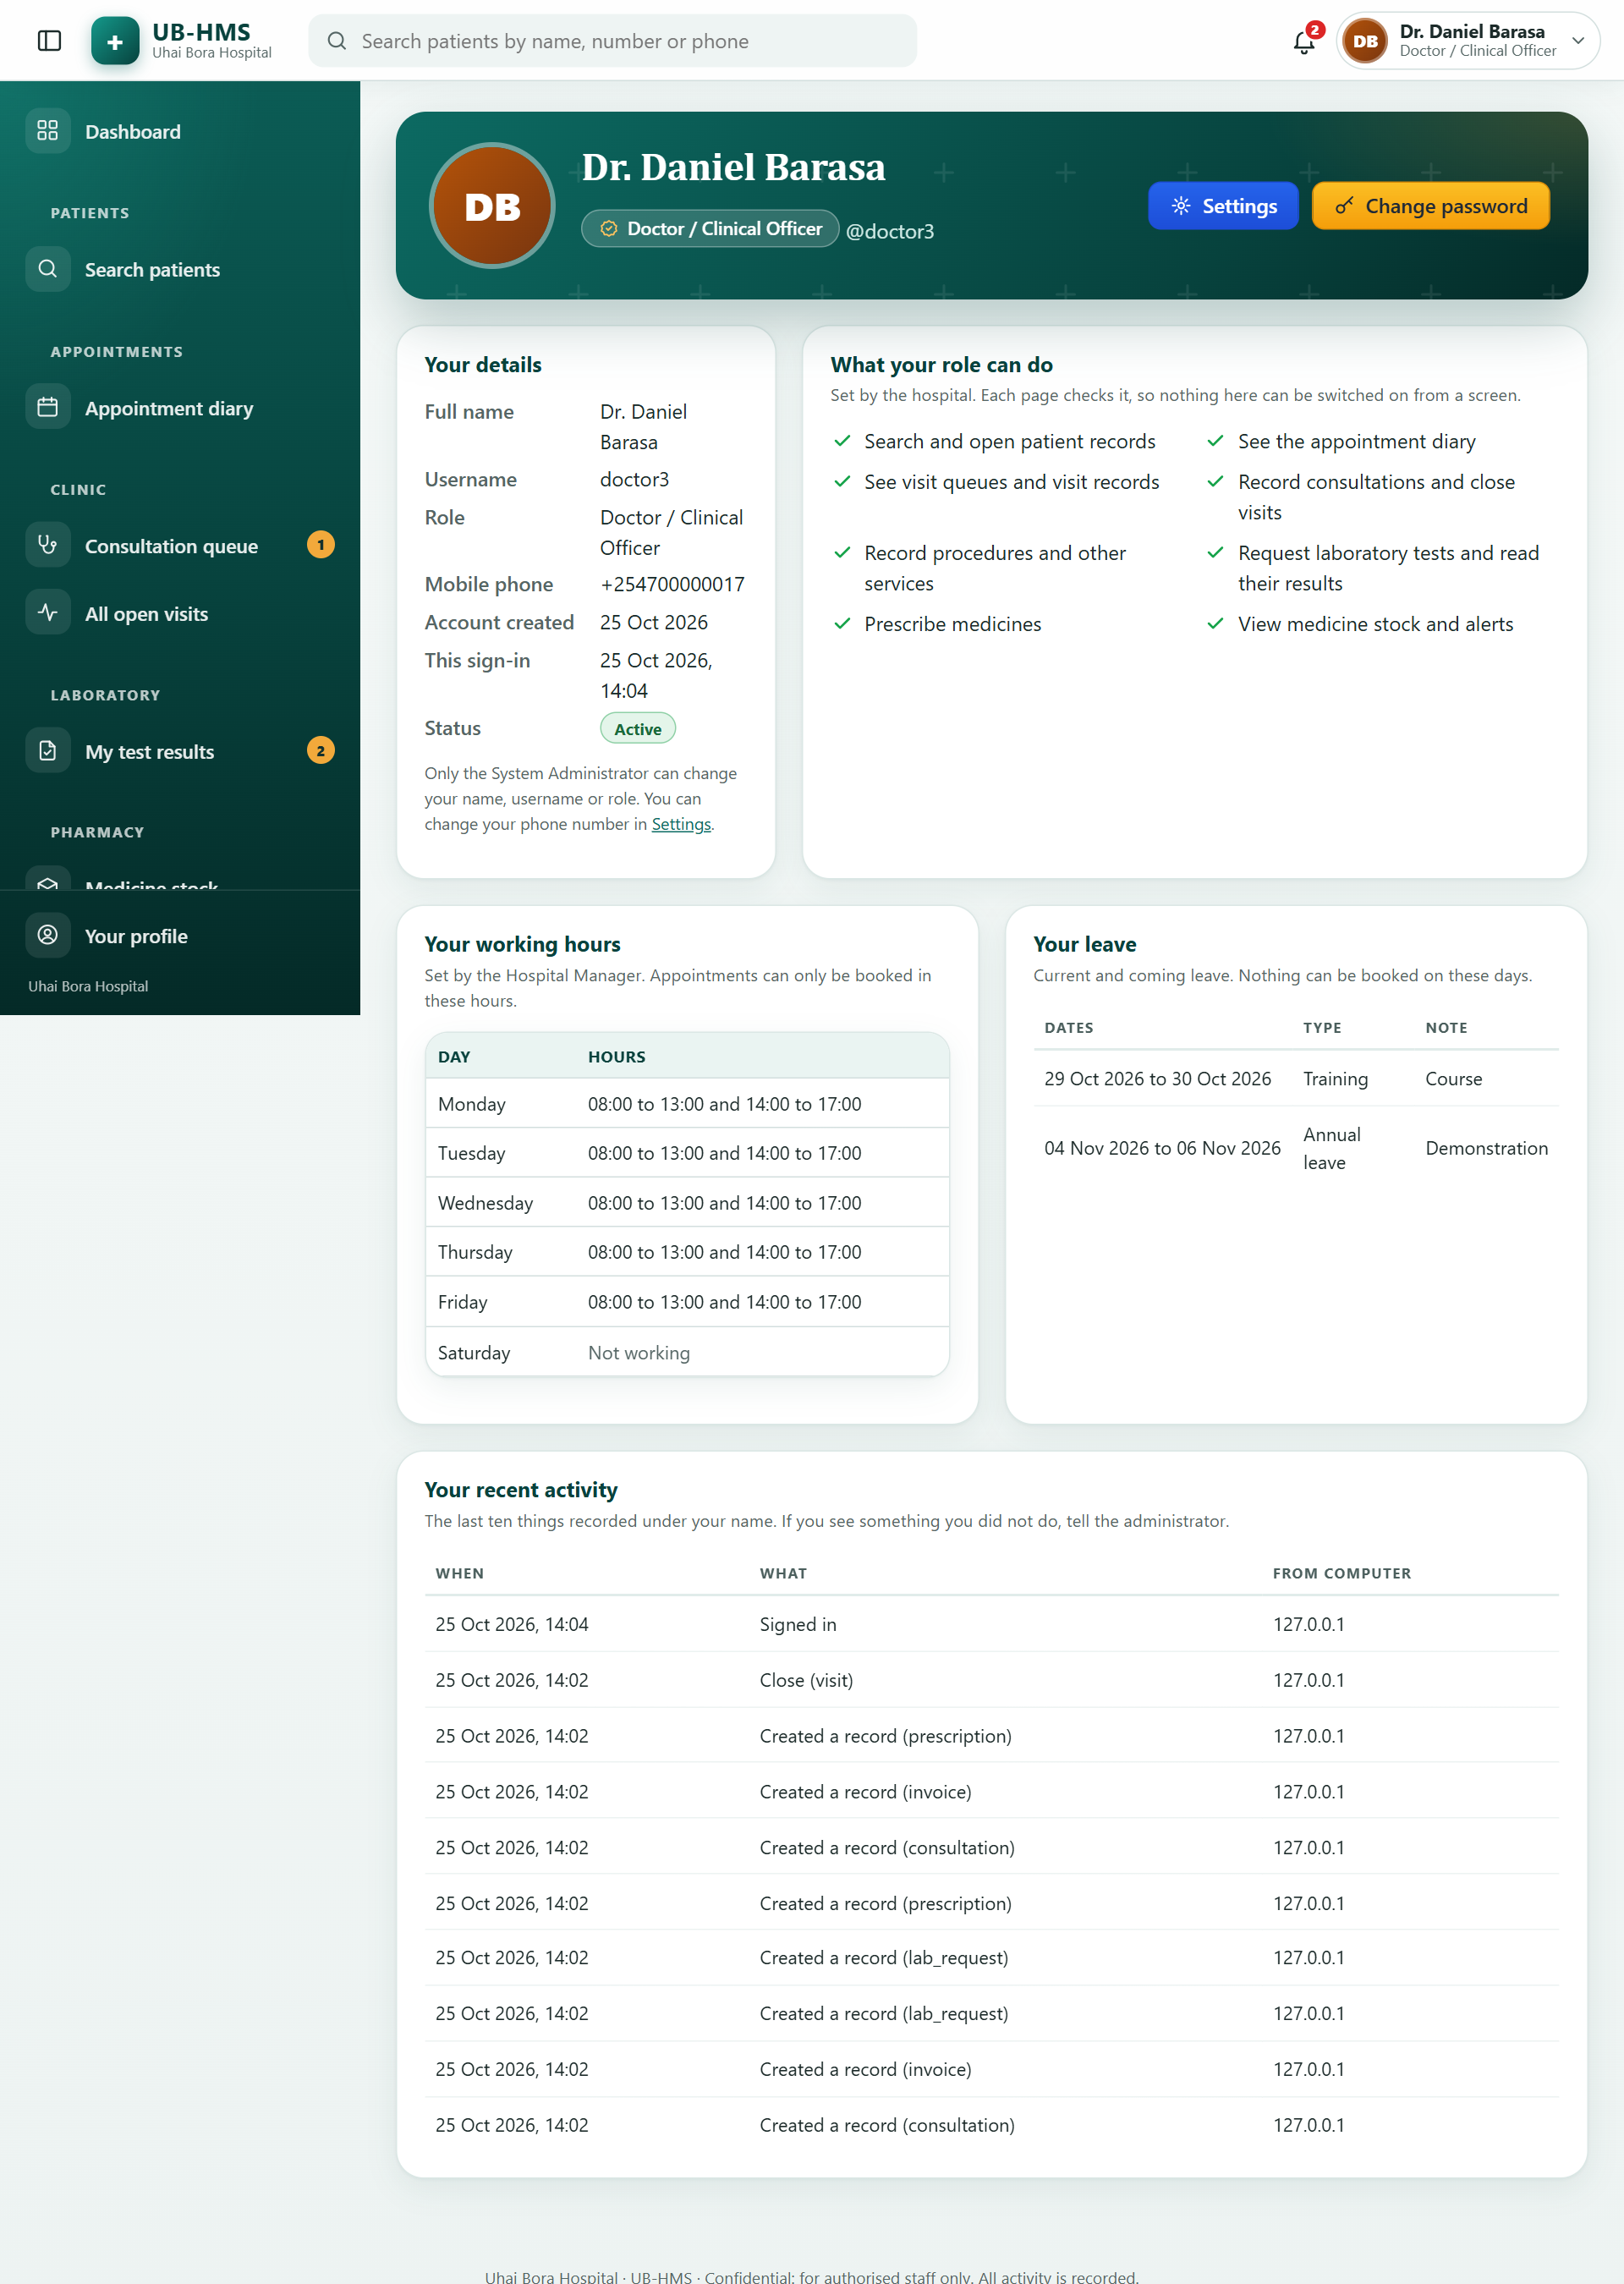 UB-HMS
Uhai Bora Hospital
Search patients by name, number or phone
2
DB
Dr. Daniel Barasa
Doctor / Clinical Officer
Dashboard
PATIENTS
Search patients
APPOINTMENTS
Appointment diary
CLINIC
Consultation queue 1
All open visits
LABORATORY
My test results 2
PHARMACY
Medicine stock
Your profile
Uhai Bora Hospital
DB
Dr. Daniel Barasa
Doctor / Clinical Officer @doctor3
Settings
Change password
Your details
Full name Dr. Daniel
Barasa
Username doctor3
Role Doctor / Clinical
Officer
Mobile phone +254700000017
Account created 25 Oct 2026
This sign-in 25 Oct 2026,
14:04
Status Active
Only the System Administrator can change
your name, username or role. You can
change your phone number in Settings.
What your role can do
Set by the hospital. Each page checks it, so nothing here can be switched on from a screen.
Search and open patient records
See the appointment diary
See visit queues and visit records
Record consultations and close
visits
Record procedures and other
services
Request laboratory tests and read
their results
Prescribe medicines
View medicine stock and alerts
Your working hours
Set by the Hospital Manager. Appointments can only be booked in
these hours.
DAY HOURS
Monday 08:00 to 13:00 and 14:00 to 17:00
Tuesday 08:00 to 13:00 and 14:00 to 17:00
Wednesday 08:00 to 13:00 and 14:00 to 17:00
Thursday 08:00 to 13:00 and 14:00 to 17:00
Friday 08:00 to 13:00 and 14:00 to 17:00
Saturday Not working
Your leave
Current and coming leave. Nothing can be booked on these days.
DATES TYPE NOTE
29 Oct 2026 to 30 Oct 2026 Training Course
04 Nov 2026 to 06 Nov 2026 Annual leave Demonstration
Your recent activity
The last ten things recorded under your name. If you see something you did not do, tell the administrator.
WHEN WHAT FROM COMPUTER
25 Oct 2026, 14:04 Signed in 127.0.0.1
25 Oct 2026, 14:02 Close (visit) 127.0.0.1
25 Oct 2026, 14:02 Created a record (prescription) 127.0.0.1
25 Oct 2026, 14:02 Created a record (invoice) 127.0.0.1
25 Oct 2026, 14:02 Created a record (consultation) 127.0.0.1
25 Oct 2026, 14:02 Created a record (prescription) 127.0.0.1
25 Oct 2026, 14:02 Created a record (lab_request) 127.0.0.1
25 Oct 2026, 14:02 Created a record (lab_request) 127.0.0.1
25 Oct 2026, 14:02 Created a record (invoice) 127.0.0.1
25 Oct 2026, 14:02 Created a record (consultation) 127.0.0.1
Uhai Bora Hospital · UB-HMS · Confidential: for authorised staff only. All activity is recorded.